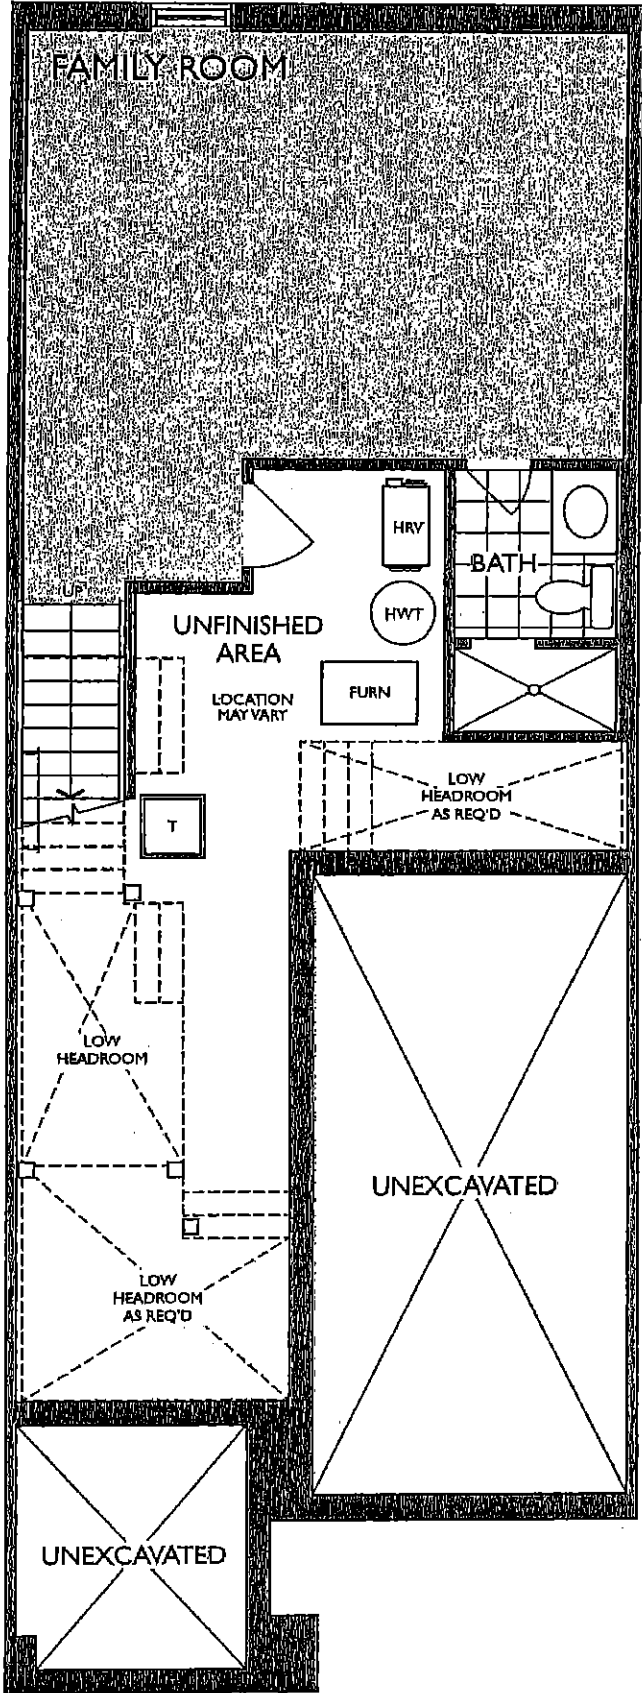 FAMILY ROOM
HRV
BATH
UP
HWT
UNFINISHED
AREA
LOCATION
MAY VARY
FURN
LOW
HEADROOM
AS REQ'D
T
LOW
HEADROOM
UNEXCAVATED
LOW
HEADROOM
AS REQ'D
UNEXCAVATED